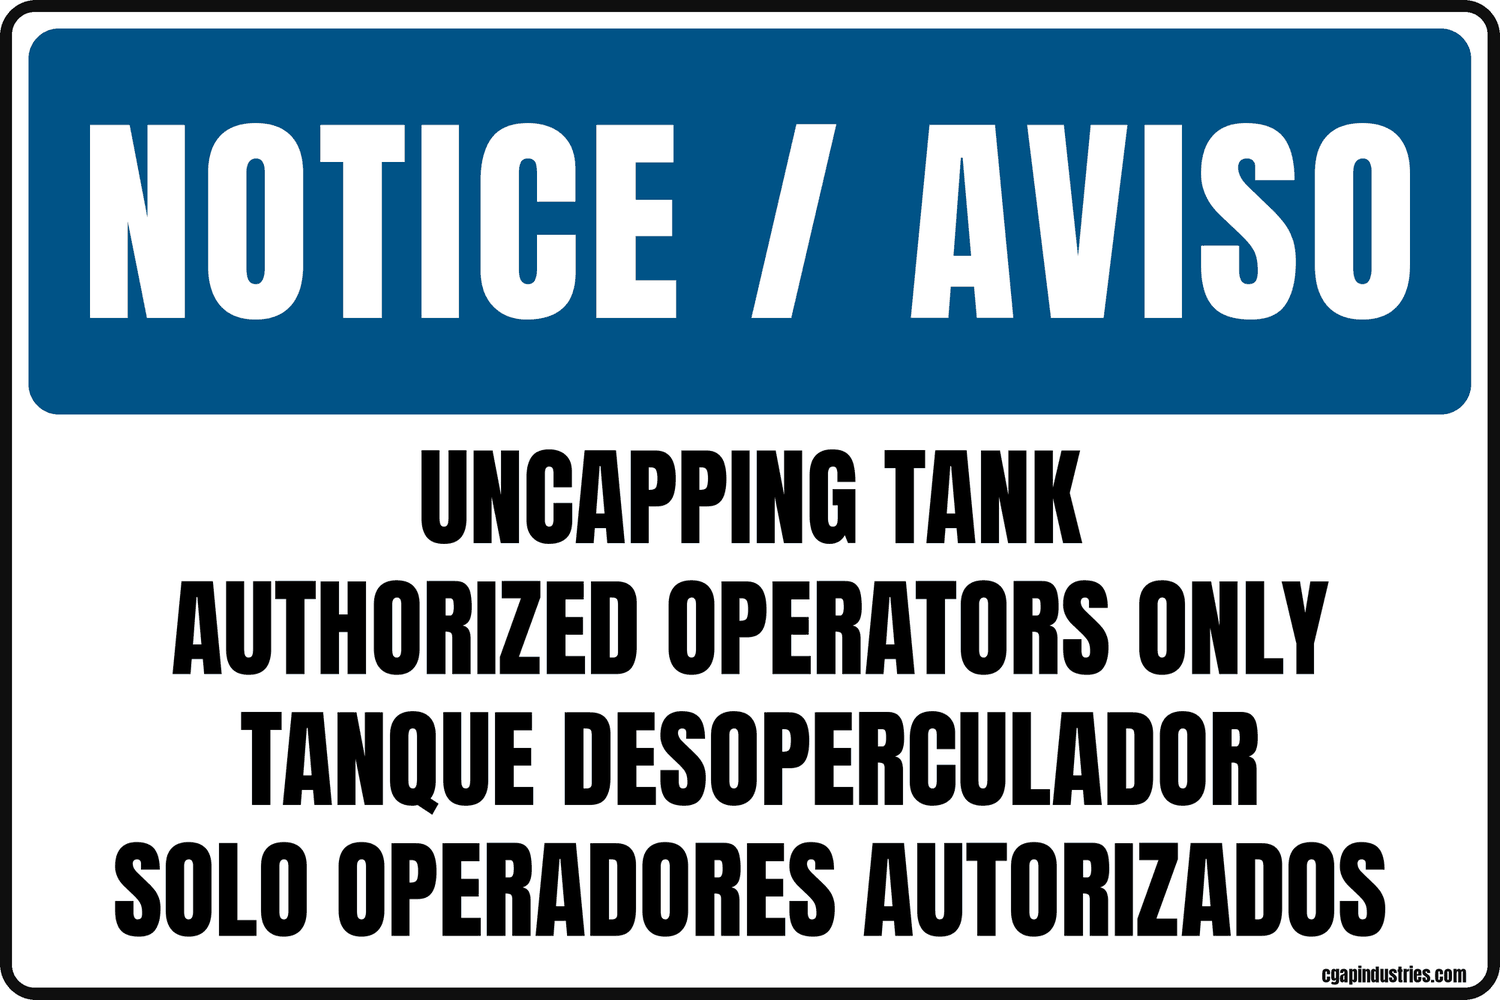 NOTICE / AVISO
UNCAPPING TANK
AUTHORIZED OPERATORS ONLY
TANQUE DESOPERCULADOR
SOLO OPERADORES AUTORIZADOS
cgapindustries.com